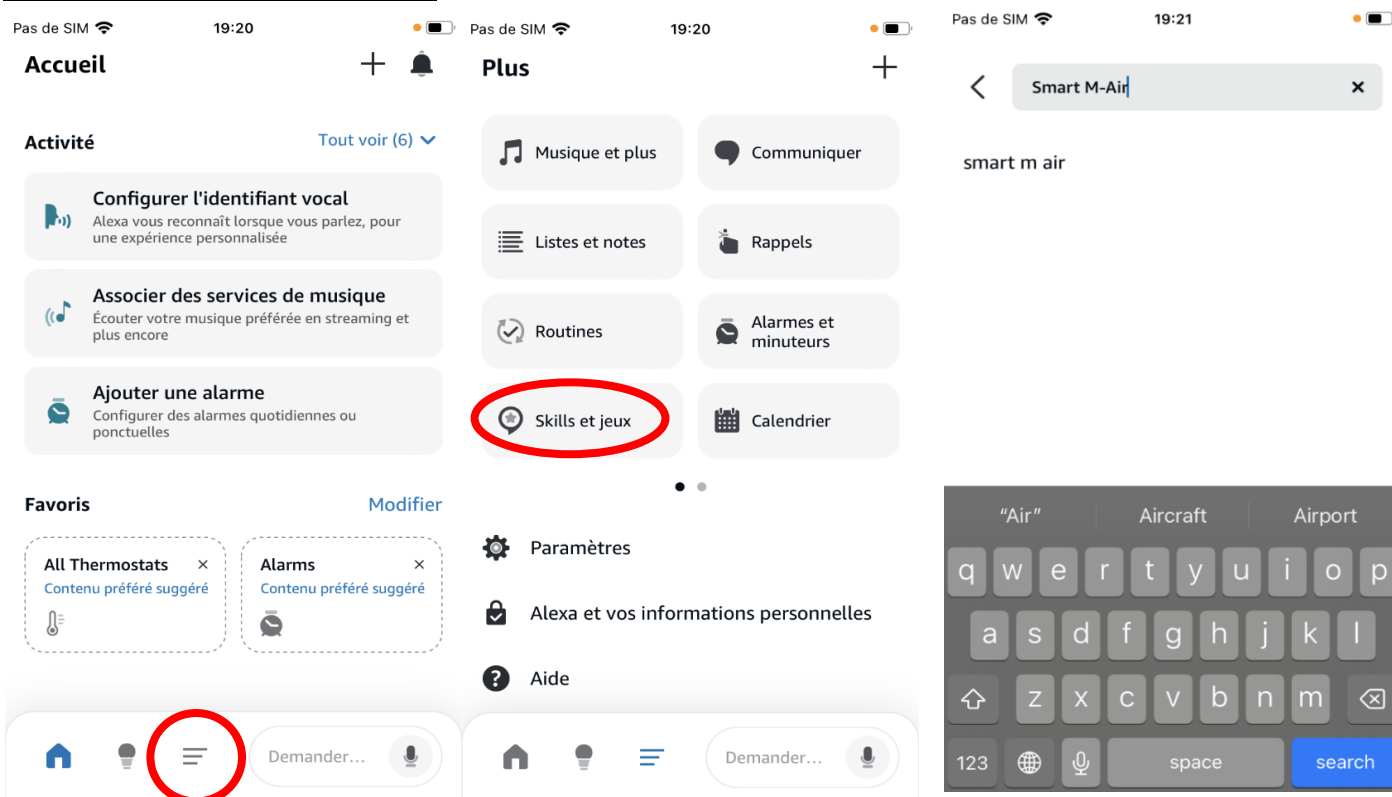 Pas de SIM 19:20
Accueil
Activité Tout voir (6)
Configurer l'identifiant vocal
Alexa vous reconnaît lorsque vous parlez, pour
une expérience personnalisée
Associer des services de musique
Écouter votre musique préférée en streaming et
plus encore
Ajouter une alarme
Configurer des alarmes quotidiennes ou
ponctuelles
Favoris Modifier
All Thermostats ×
Contenu préféré suggéré
Alarms ×
Contenu préféré suggéré
Demander...
Pas de SIM 19:20
Plus
Musique et plus
Communiquer
Listes et notes
Rappels
Routines
Alarmes et
minuteurs
Skills et jeux
Calendrier
Paramètres
Alexa et vos informations personnelles
Aide
Demander...
Pas de SIM 19:21
Smart M-Air
smart m air
“Air” Aircraft Airport
q w e r t y u i o p
a s d f g h j k l
z x c v b n m
123 space search